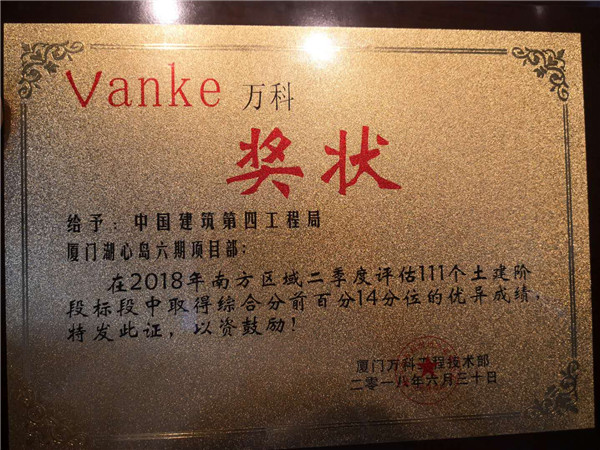 Vanke 万科
奖状
给予：中国建筑第四工程局
厦门湖心岛六期项目部：
在2018年南方区域二季度评估111个土建阶
段标段中取得综合分前百分14分位的优异成绩，
特发此证，以资鼓励！
厦门万科工程技术部
二零一八年六月三十日